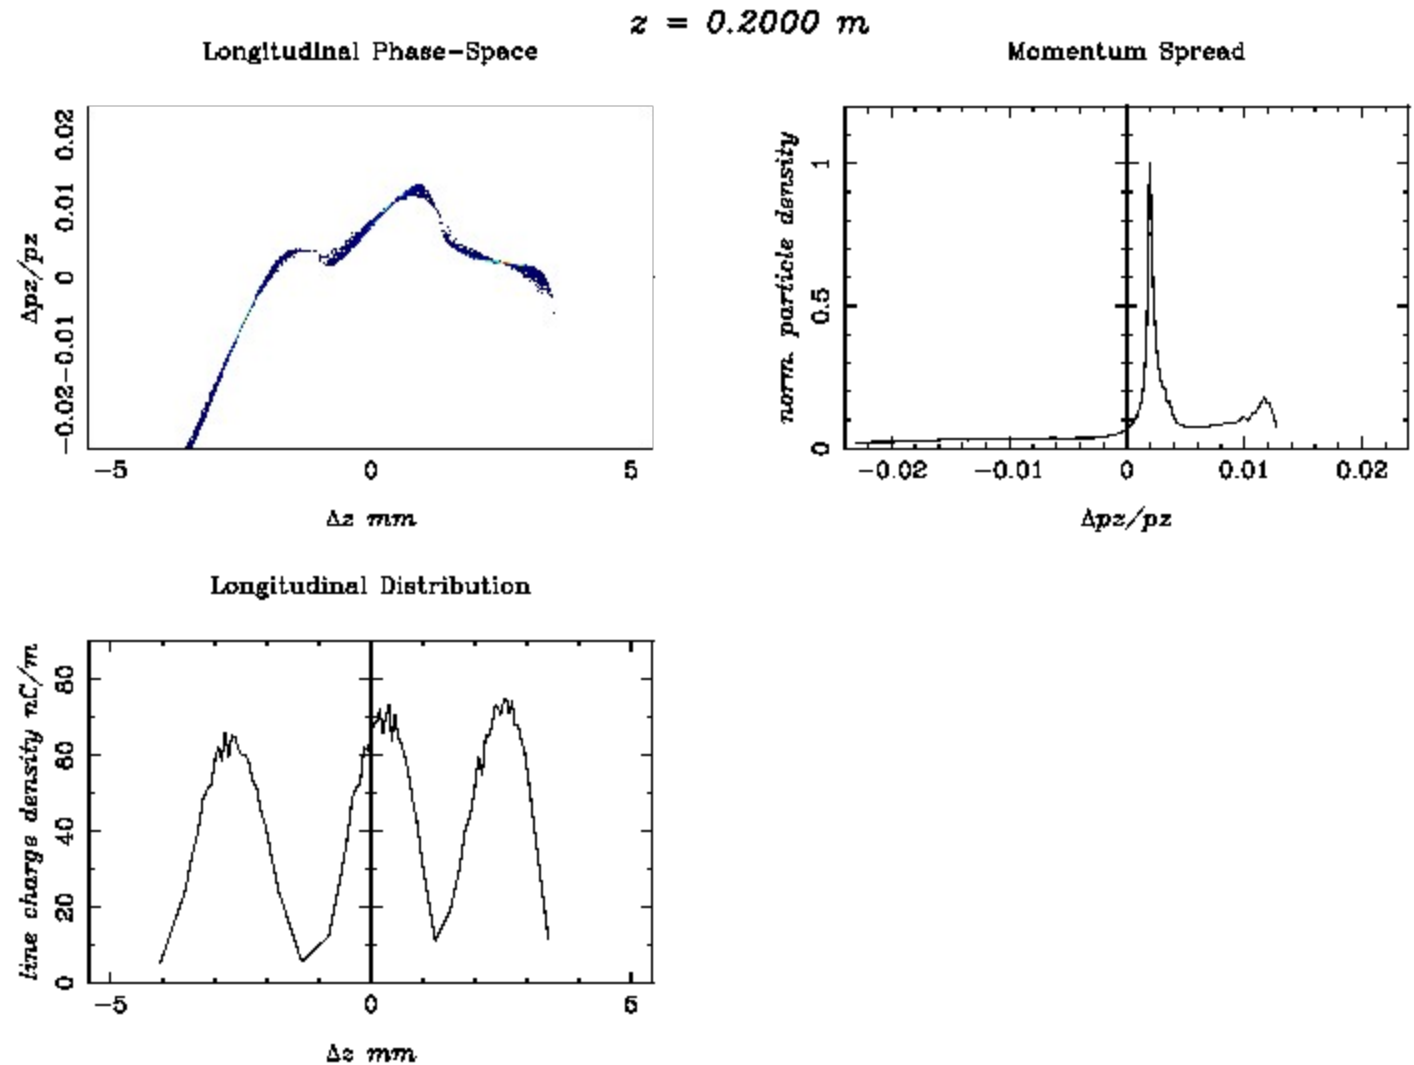 z = 0.2000 m
Longitudinal Phase-Space
Δpz/pz
-0.02 -0.01 0 0.01 0.02
-5 0 5
Δz mm
Momentum Spread
norm particle density
0 0.5 1
-0.02 -0.01 0 0.01 0.02
Δpz/pz
Longitudinal Distribution
line charge density nC/m
0 20 40 60 80
-5 0 5
Δz mm